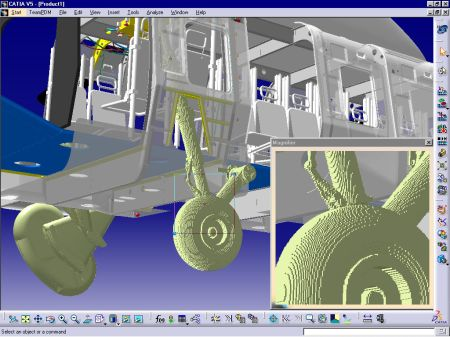 CATIA V5 - [Product1]
Start TeamPDM File Edit View Insert Tools Analyze Window Help
Magnifier
f(x)
CATIA
Select an object or a command